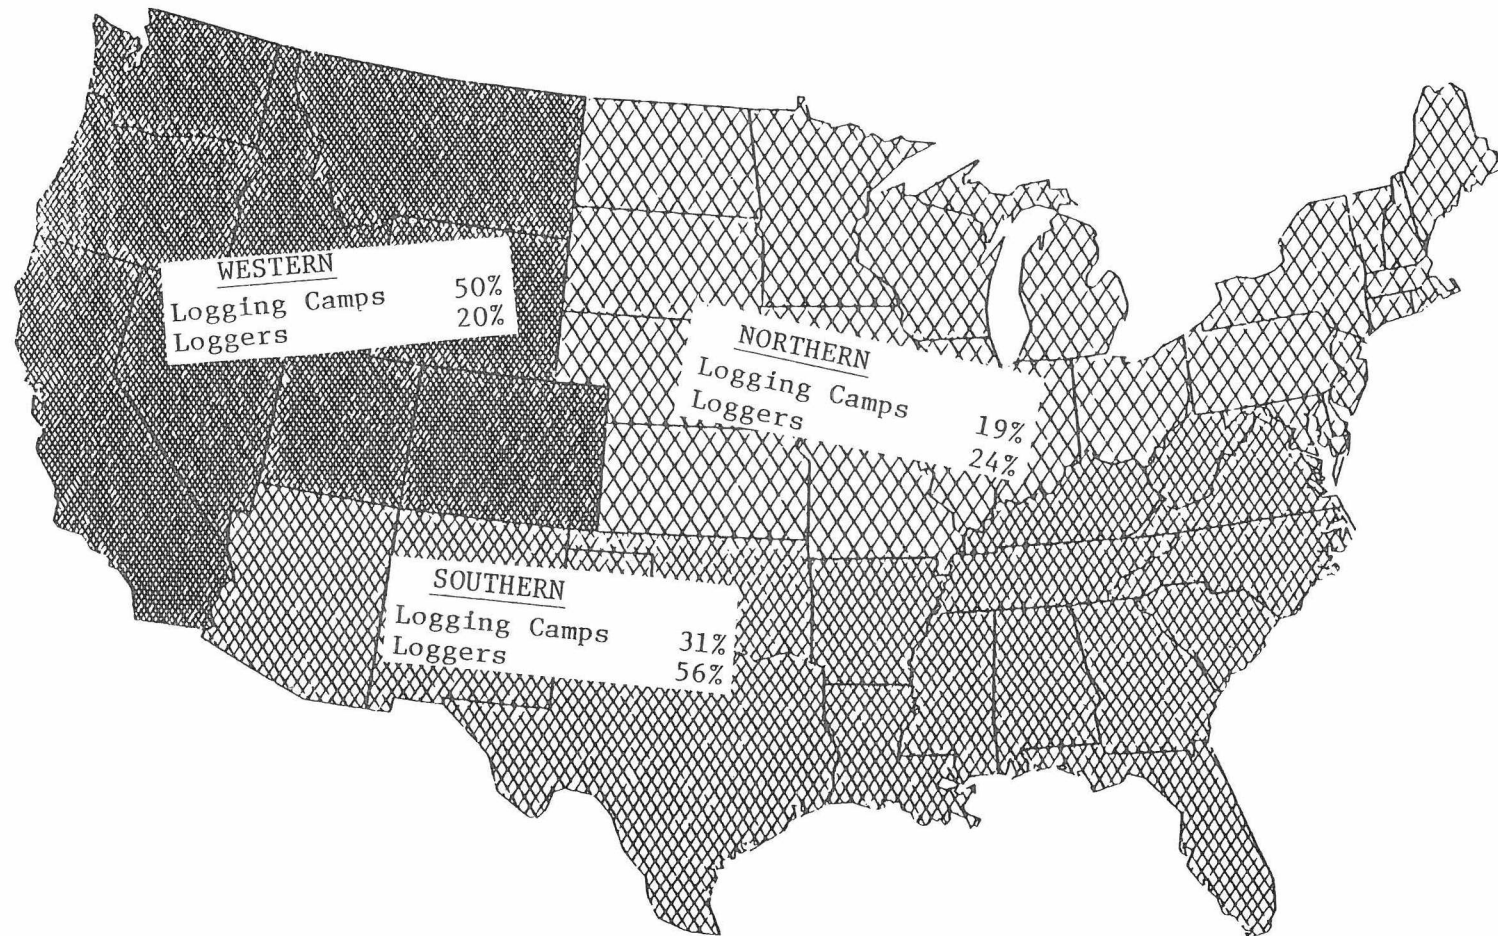 WESTERN
Logging Camps 50%
Loggers 20%
NORTHERN
Logging Camps 19%
Loggers 24%
SOUTHERN
Logging Camps 31%
Loggers 56%